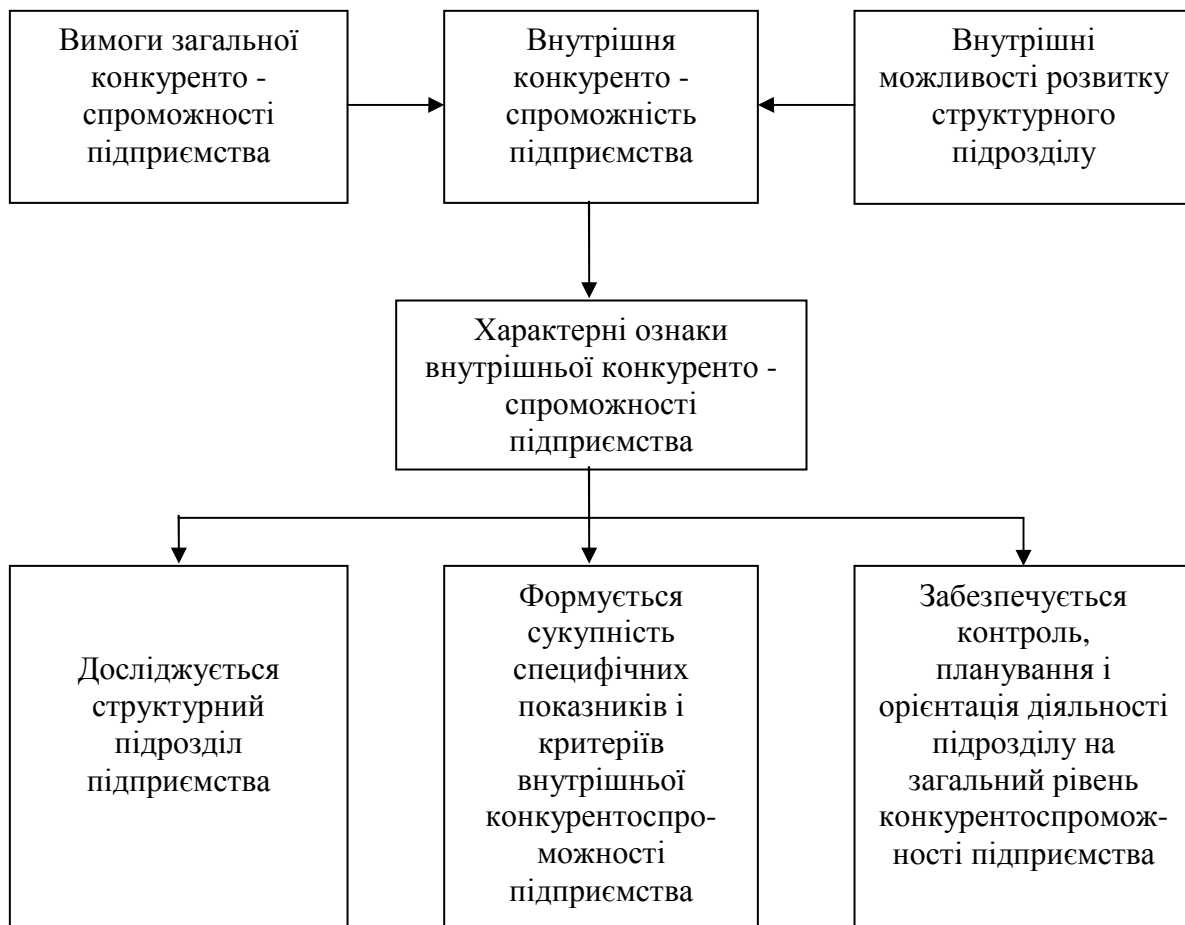 Вимоги загальної
конкуренто -
спроможності
підприємства
Внутрішня
конкуренто -
спроможність
підприємства
Внутрішні
можливості розвитку
структурного
підрозділу
Характерні ознаки
внутрішньої конкуренто -
спроможності
підприємства
Досліджується
структурний
підрозділ
підприємства
Формується
сукупність
специфічних
показників і
критеріїв
внутрішньої
конкурентоспро-
можності
підприємства
Забезпечується
контроль,
планування і
орієнтація діяльності
підрозділу на
загальний рівень
конкурентоспромож-
ності підприємства